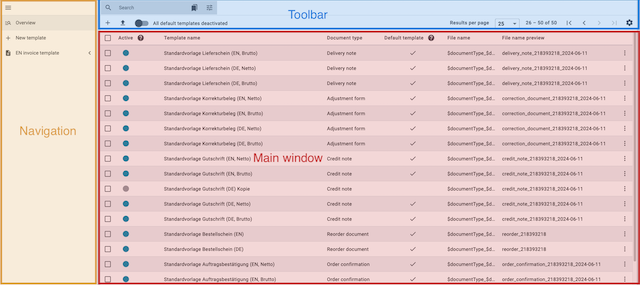 Search
Toolbar
Overview
All default templates deactivated
Results per page 25 26 – 50 of 50
New template
Active Template name Document type Default template File name File name preview
EN invoice template
Standardvorlage Lieferschein (EN, Brutto) Delivery note $documentType_$d... delivery_note_218393218_2024-06-11
Standardvorlage Lieferschein (DE, Netto) Delivery note $documentType_$d... delivery_note_218393218_2024-06-11
Standardvorlage Lieferschein (DE, Brutto) Delivery note $documentType_$d... delivery_note_218393218_2024-06-11
Standardvorlage Korrekturbeleg (EN, Netto) Adjustment form $documentType_$d... correction_document_218393218_2024-06-11
Standardvorlage Korrekturbeleg (EN, Brutto) Adjustment form $documentType_$d... correction_document_218393218_2024-06-11
Navigation
Standardvorlage Korrekturbeleg (DE, Netto) Adjustment form $documentType_$d... correction_document_218393218_2024-06-11
Standardvorlage Korrekturbeleg (DE, Brutto) Adjustment form $documentType_$d... correction_document_218393218_2024-06-11
Standardvorlage Gutschrift (EN, Netto) Main window Credit note $documentType_$d... credit_note_218393218_2024-06-11
Standardvorlage Gutschrift (EN, Brutto) Credit note $documentType_$d... credit_note_218393218_2024-06-11
Standardvorlage Gutschrift (DE) Kopie Credit note $documentType_$d... credit_note_218393218_2024-06-11
Standardvorlage Gutschrift (DE, Netto) Credit note $documentType_$d... credit_note_218393218_2024-06-11
Standardvorlage Gutschrift (DE, Brutto) Credit note $documentType_$d... credit_note_218393218_2024-06-11
Standardvorlage Bestellschein (EN) Reorder document $documentType_$d... reorder_218393218
Standardvorlage Bestellschein (DE) Reorder document $documentType_$d... reorder_218393218
Standardvorlage Auftragsbestätigung (EN, Netto) Order confirmation $documentType_$d... order_confirmation_218393218_2024-06-11
Standardvorlage Auftragsbestätigung (EN, Brutto) Order confirmation $documentType_$d... order_confirmation_218393218_2024-06-11